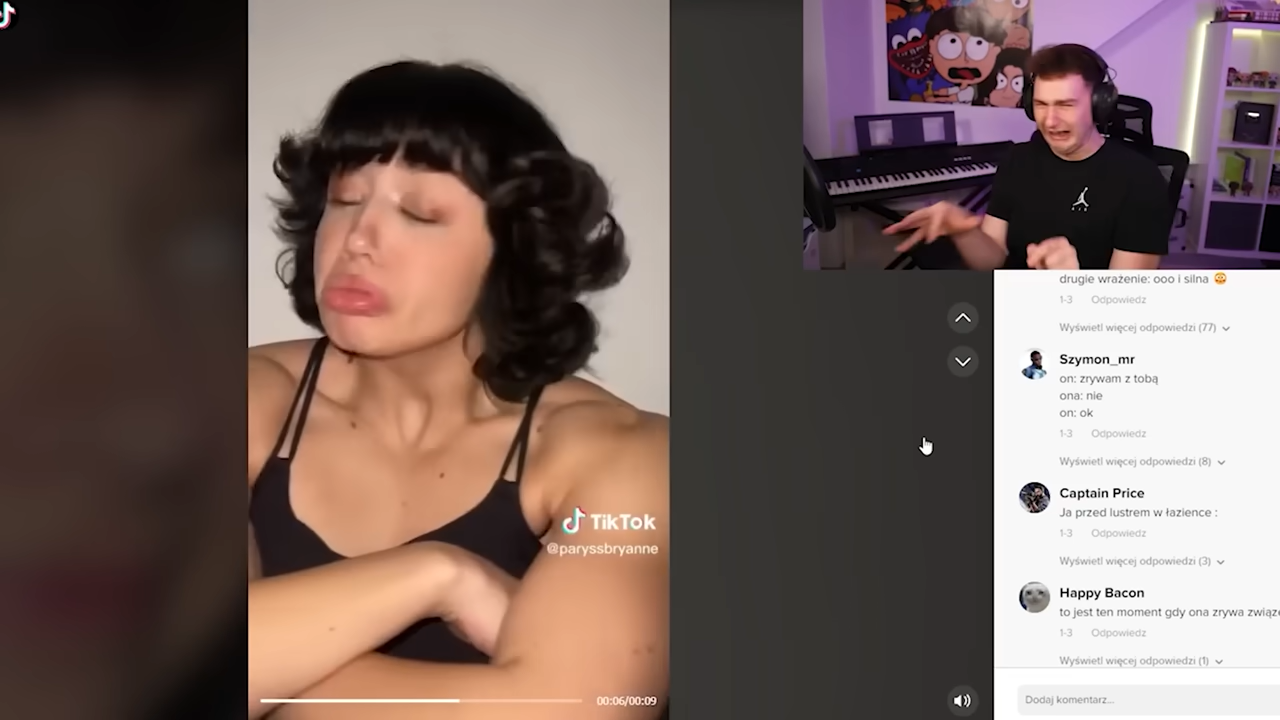 TikTok
@paryssbryanne
00:06/00:09
drugie wrażenie: ooo i silna
1-3 Odpowiedz
Wyświetl więcej odpowiedzi (77)
Szymon_mr
on: zrywam z tobą
ona: nie
on: ok
1-3 Odpowiedz
Wyświetl więcej odpowiedzi (8)
Captain Price
Ja przed lustrem w łazience :
1-3 Odpowiedz
Wyświetl więcej odpowiedzi (3)
Happy Bacon
to jest ten moment gdy ona zrywa związe
1-3 Odpowiedz
Wyświetl więcej odpowiedzi (1)
Dodaj komentarz...